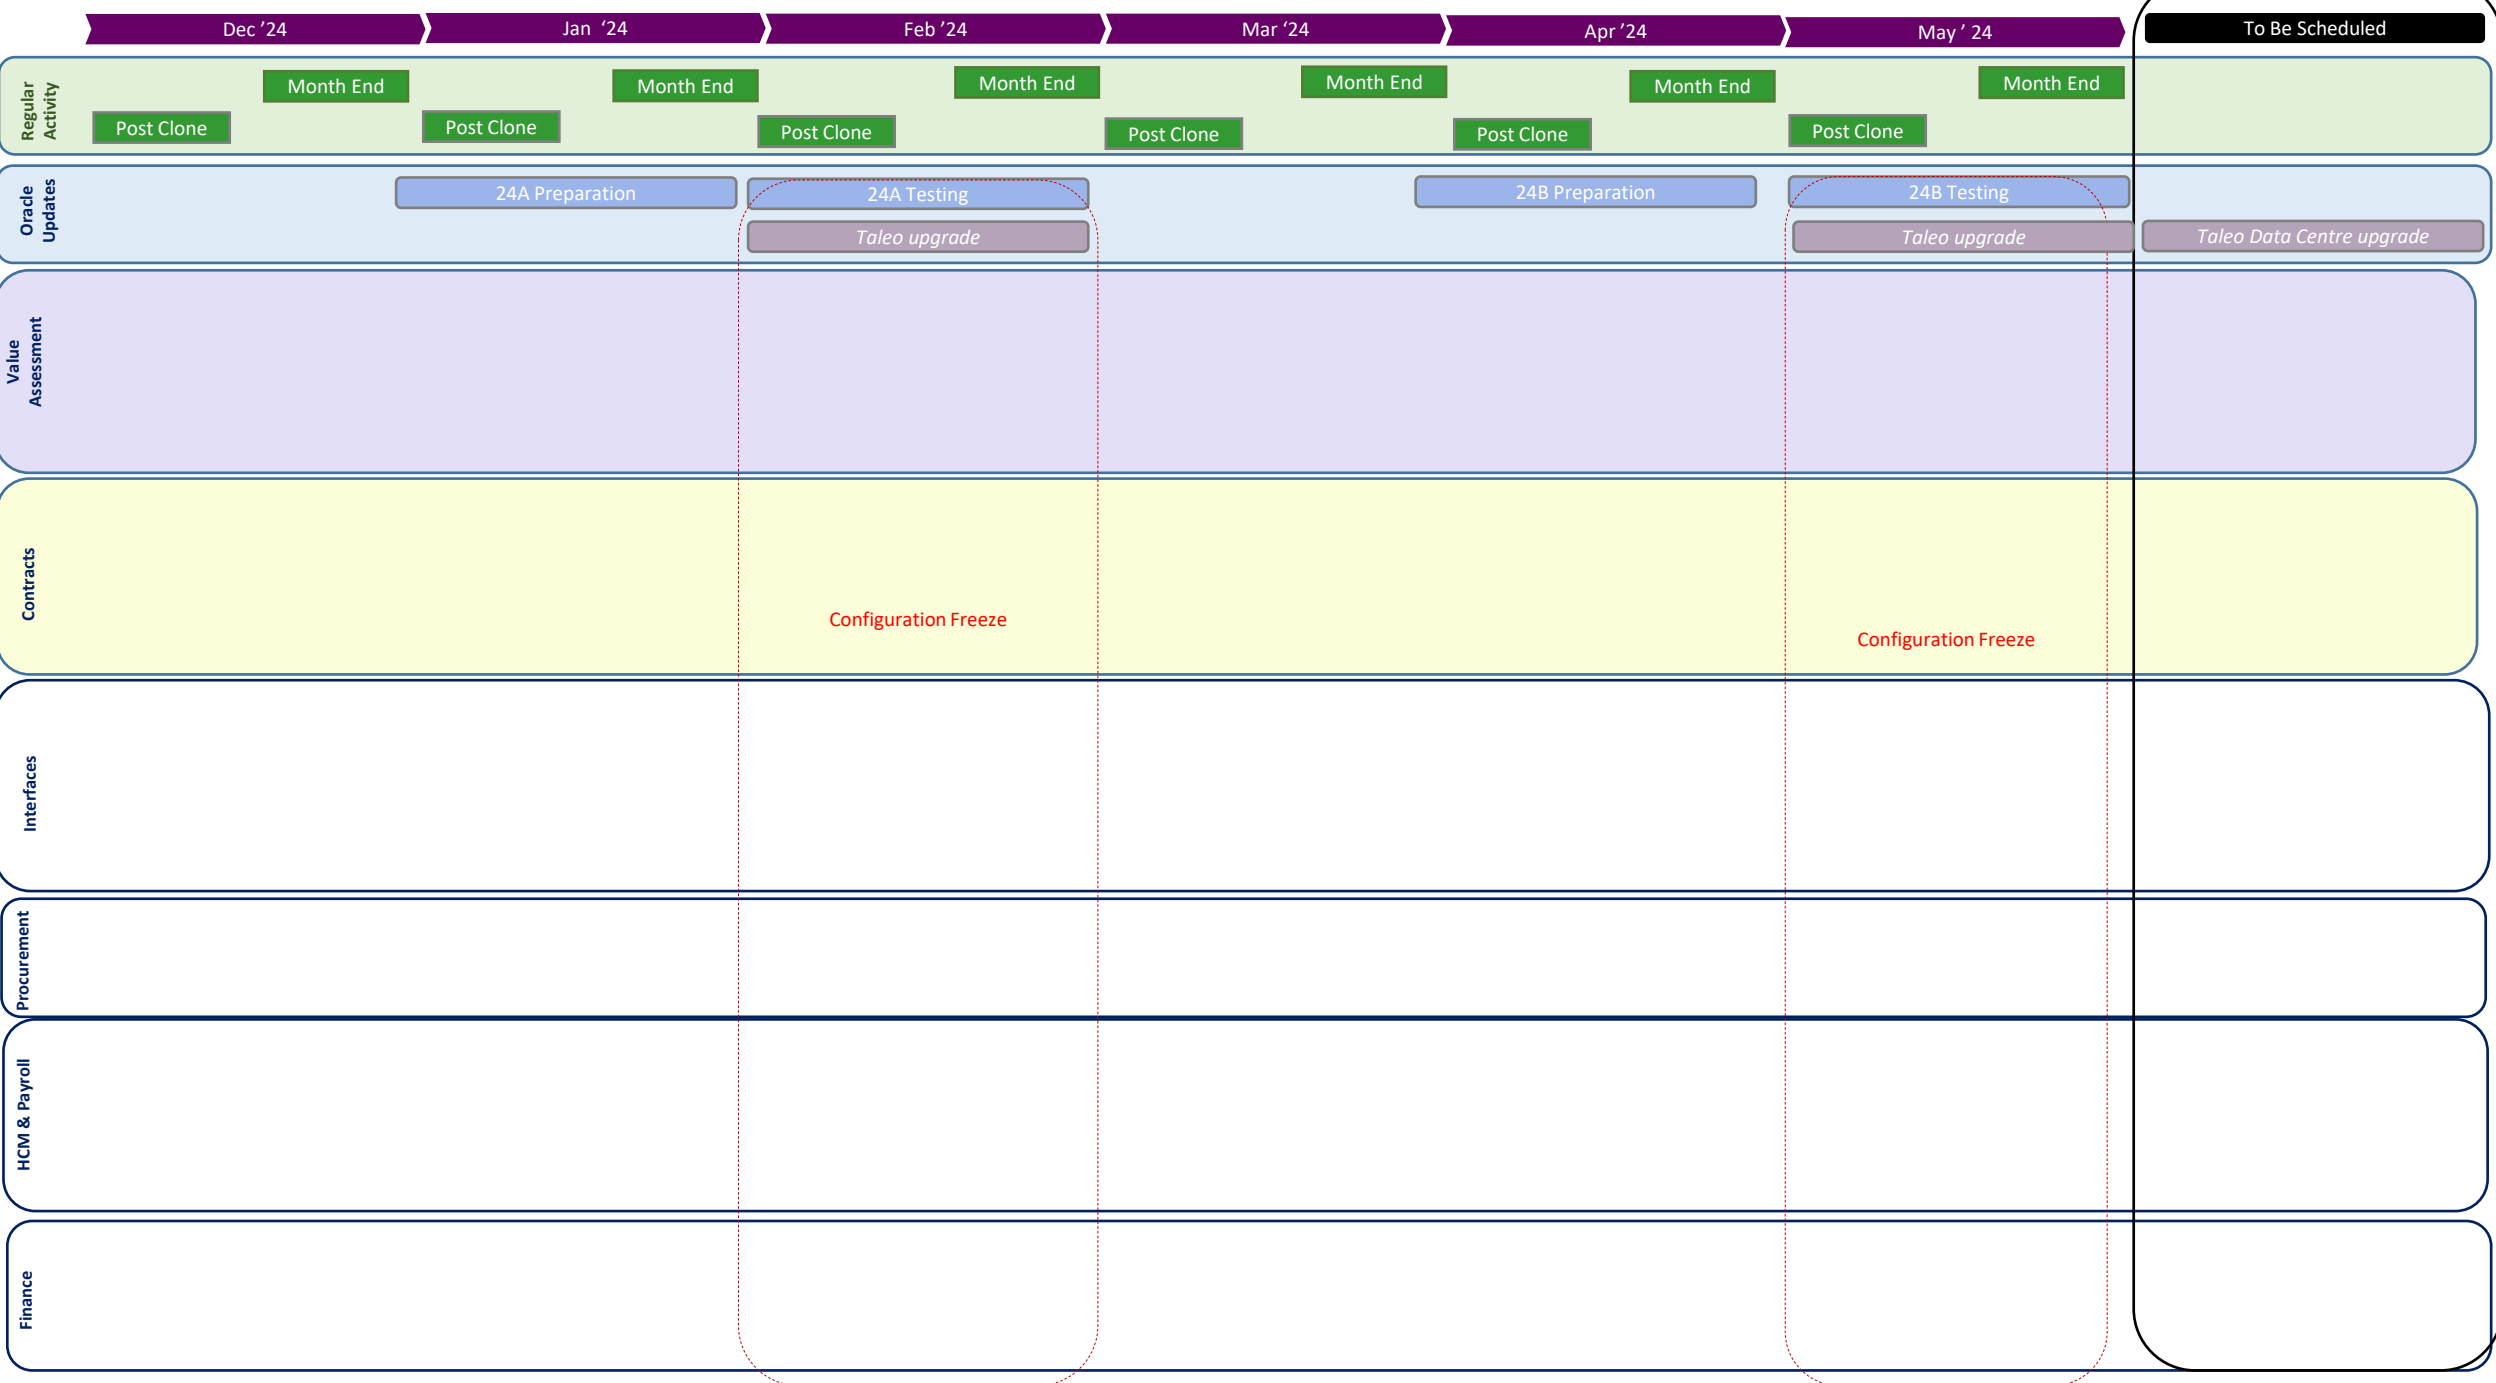 Dec ’24
Jan ‘24
Feb ’24
Mar ‘24
Apr ’24
May ’ 24
To Be Scheduled
Regular
Activity
Month End
Month End
Month End
Month End
Month End
Month End
Post Clone
Post Clone
Post Clone
Post Clone
Post Clone
Post Clone
Oracle
Updates
24A Preparation
24A Testing
24B Preparation
24B Testing
Taleo upgrade
Taleo upgrade
Taleo Data Centre upgrade
Value
Assessment
Contracts
Configuration Freeze
Configuration Freeze
Interfaces
Procurement
HCM & Payroll
Finance